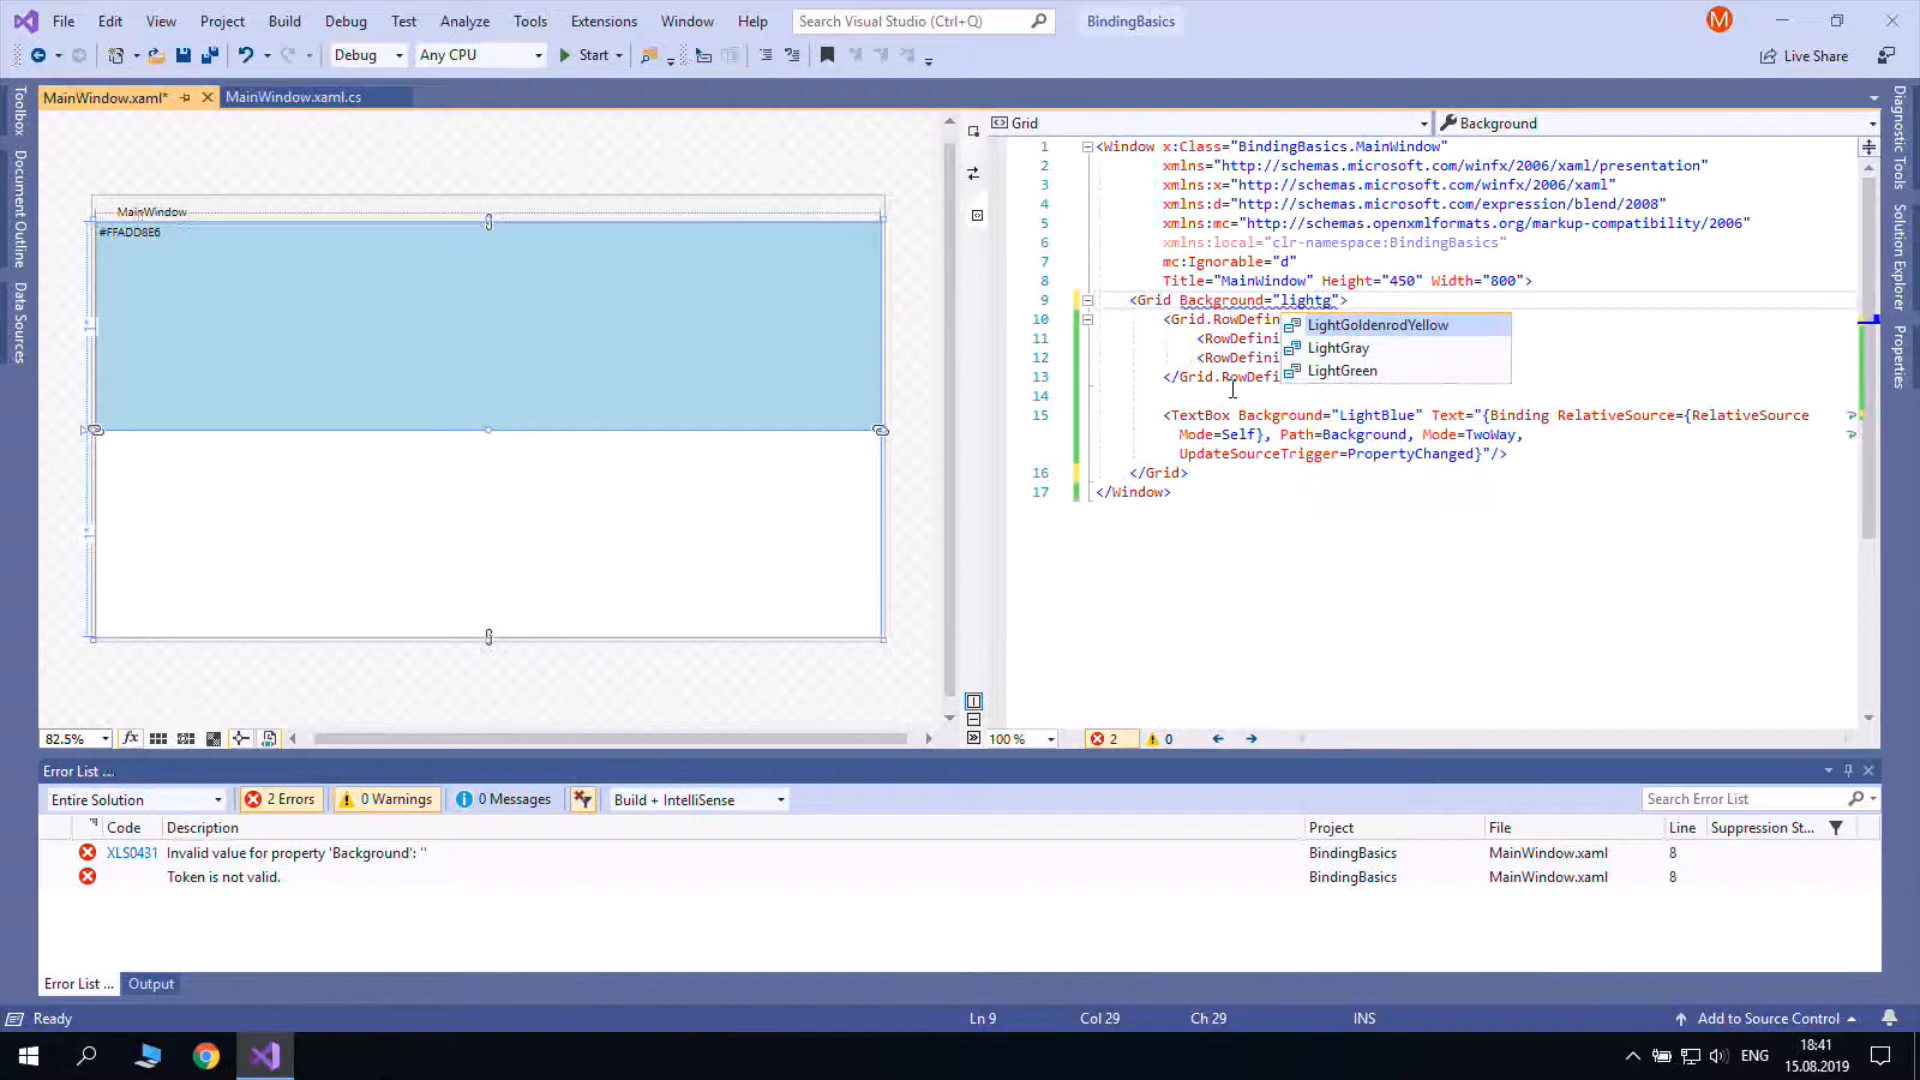 File Edit View Project Build Debug Test Analyze Tools Extensions Window Help Search Visual Studio (Ctrl+Q) BindingBasics M
Debug Any CPU Start Live Share
Toolbox
Document Outline
Data Sources
MainWindow.xaml* MainWindow.xaml.cs
MainWindow
#FFADD8E6
1*
1*
Grid Background
1 <Window x:Class="BindingBasics.MainWindow"
2 xmlns="http://schemas.microsoft.com/winfx/2006/xaml/presentation"
3 xmlns:x="http://schemas.microsoft.com/winfx/2006/xaml"
4 xmlns:d="http://schemas.microsoft.com/expression/blend/2008"
5 xmlns:mc="http://schemas.openxmlformats.org/markup-compatibility/2006"
6 xmlns:local="clr-namespace:BindingBasics"
7 mc:Ignorable="d"
8 Title="MainWindow" Height="450" Width="800">
9 <Grid Background="lightg">
10 <Grid.RowDefin
11 <RowDefini
12 <RowDefini
13 </Grid.RowDefi
14
15 <TextBox Background="LightBlue" Text="{Binding RelativeSource={RelativeSource
Mode=Self}, Path=Background, Mode=TwoWay,
UpdateSourceTrigger=PropertyChanged}"/>
16 </Grid>
17 </Window>
LightGoldenrodYellow
LightGray
LightGreen
Diagnostic Tools
Solution Explorer
Properties
82.5% fx 100 % 2 0
Error List ...
Entire Solution 2 Errors 0 Warnings 0 Messages Build + IntelliSense Search Error List
Code Description Project File Line Suppression St...
XLS0431 Invalid value for property 'Background': '' BindingBasics MainWindow.xaml 8
Token is not valid. BindingBasics MainWindow.xaml 8
Error List ... Output
Ready Ln 9 Col 29 Ch 29 INS Add to Source Control
ENG 18:41
15.08.2019